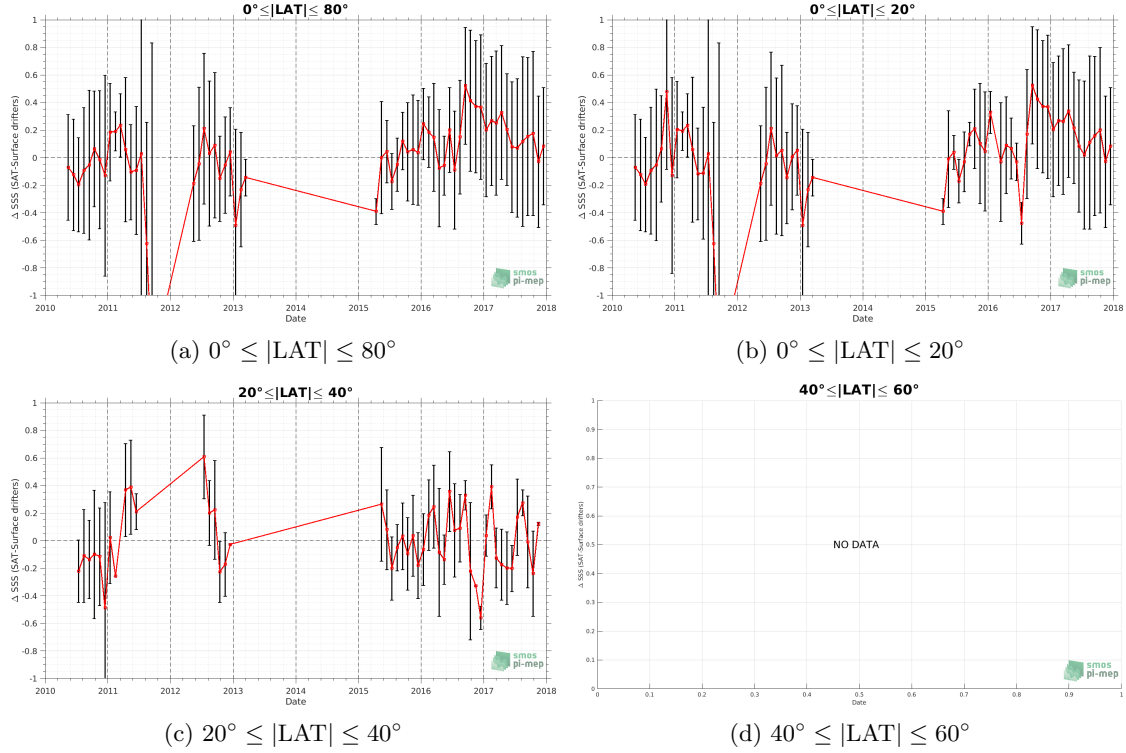 0°≤|LAT|≤ 80°
1
0.8
0.6
0.4
0.2
0
-0.2
-0.4
-0.6
-0.8
-1
Δ SSS (SAT-Surface drifters)
2010 2011 2012 2013 2014 2015 2016 2017 2018
Date
smos
pi-mep
(a) 0° ≤ |LAT| ≤ 80°
0°≤|LAT|≤ 20°
1
0.8
0.6
0.4
0.2
0
-0.2
-0.4
-0.6
-0.8
-1
Δ SSS (SAT-Surface drifters)
2010 2011 2012 2013 2014 2015 2016 2017 2018
Date
smos
pi-mep
(b) 0° ≤ |LAT| ≤ 20°
20°≤|LAT|≤ 40°
1
0.8
0.6
0.4
0.2
0
-0.2
-0.4
-0.6
-0.8
-1
Δ SSS (SAT-Surface drifters)
2010 2011 2012 2013 2014 2015 2016 2017 2018
Date
smos
pi-mep
(c) 20° ≤ |LAT| ≤ 40°
40°≤|LAT|≤ 60°
1
0.9
0.8
0.7
0.6
0.5
0.4
0.3
0.2
0.1
0
Δ SSS (SAT-Surface drifters)
NO DATA
0 0.1 0.2 0.3 0.4 0.5 0.6 0.7 0.8 0.9 1
Date
smos
pi-mep
(d) 40° ≤ |LAT| ≤ 60°